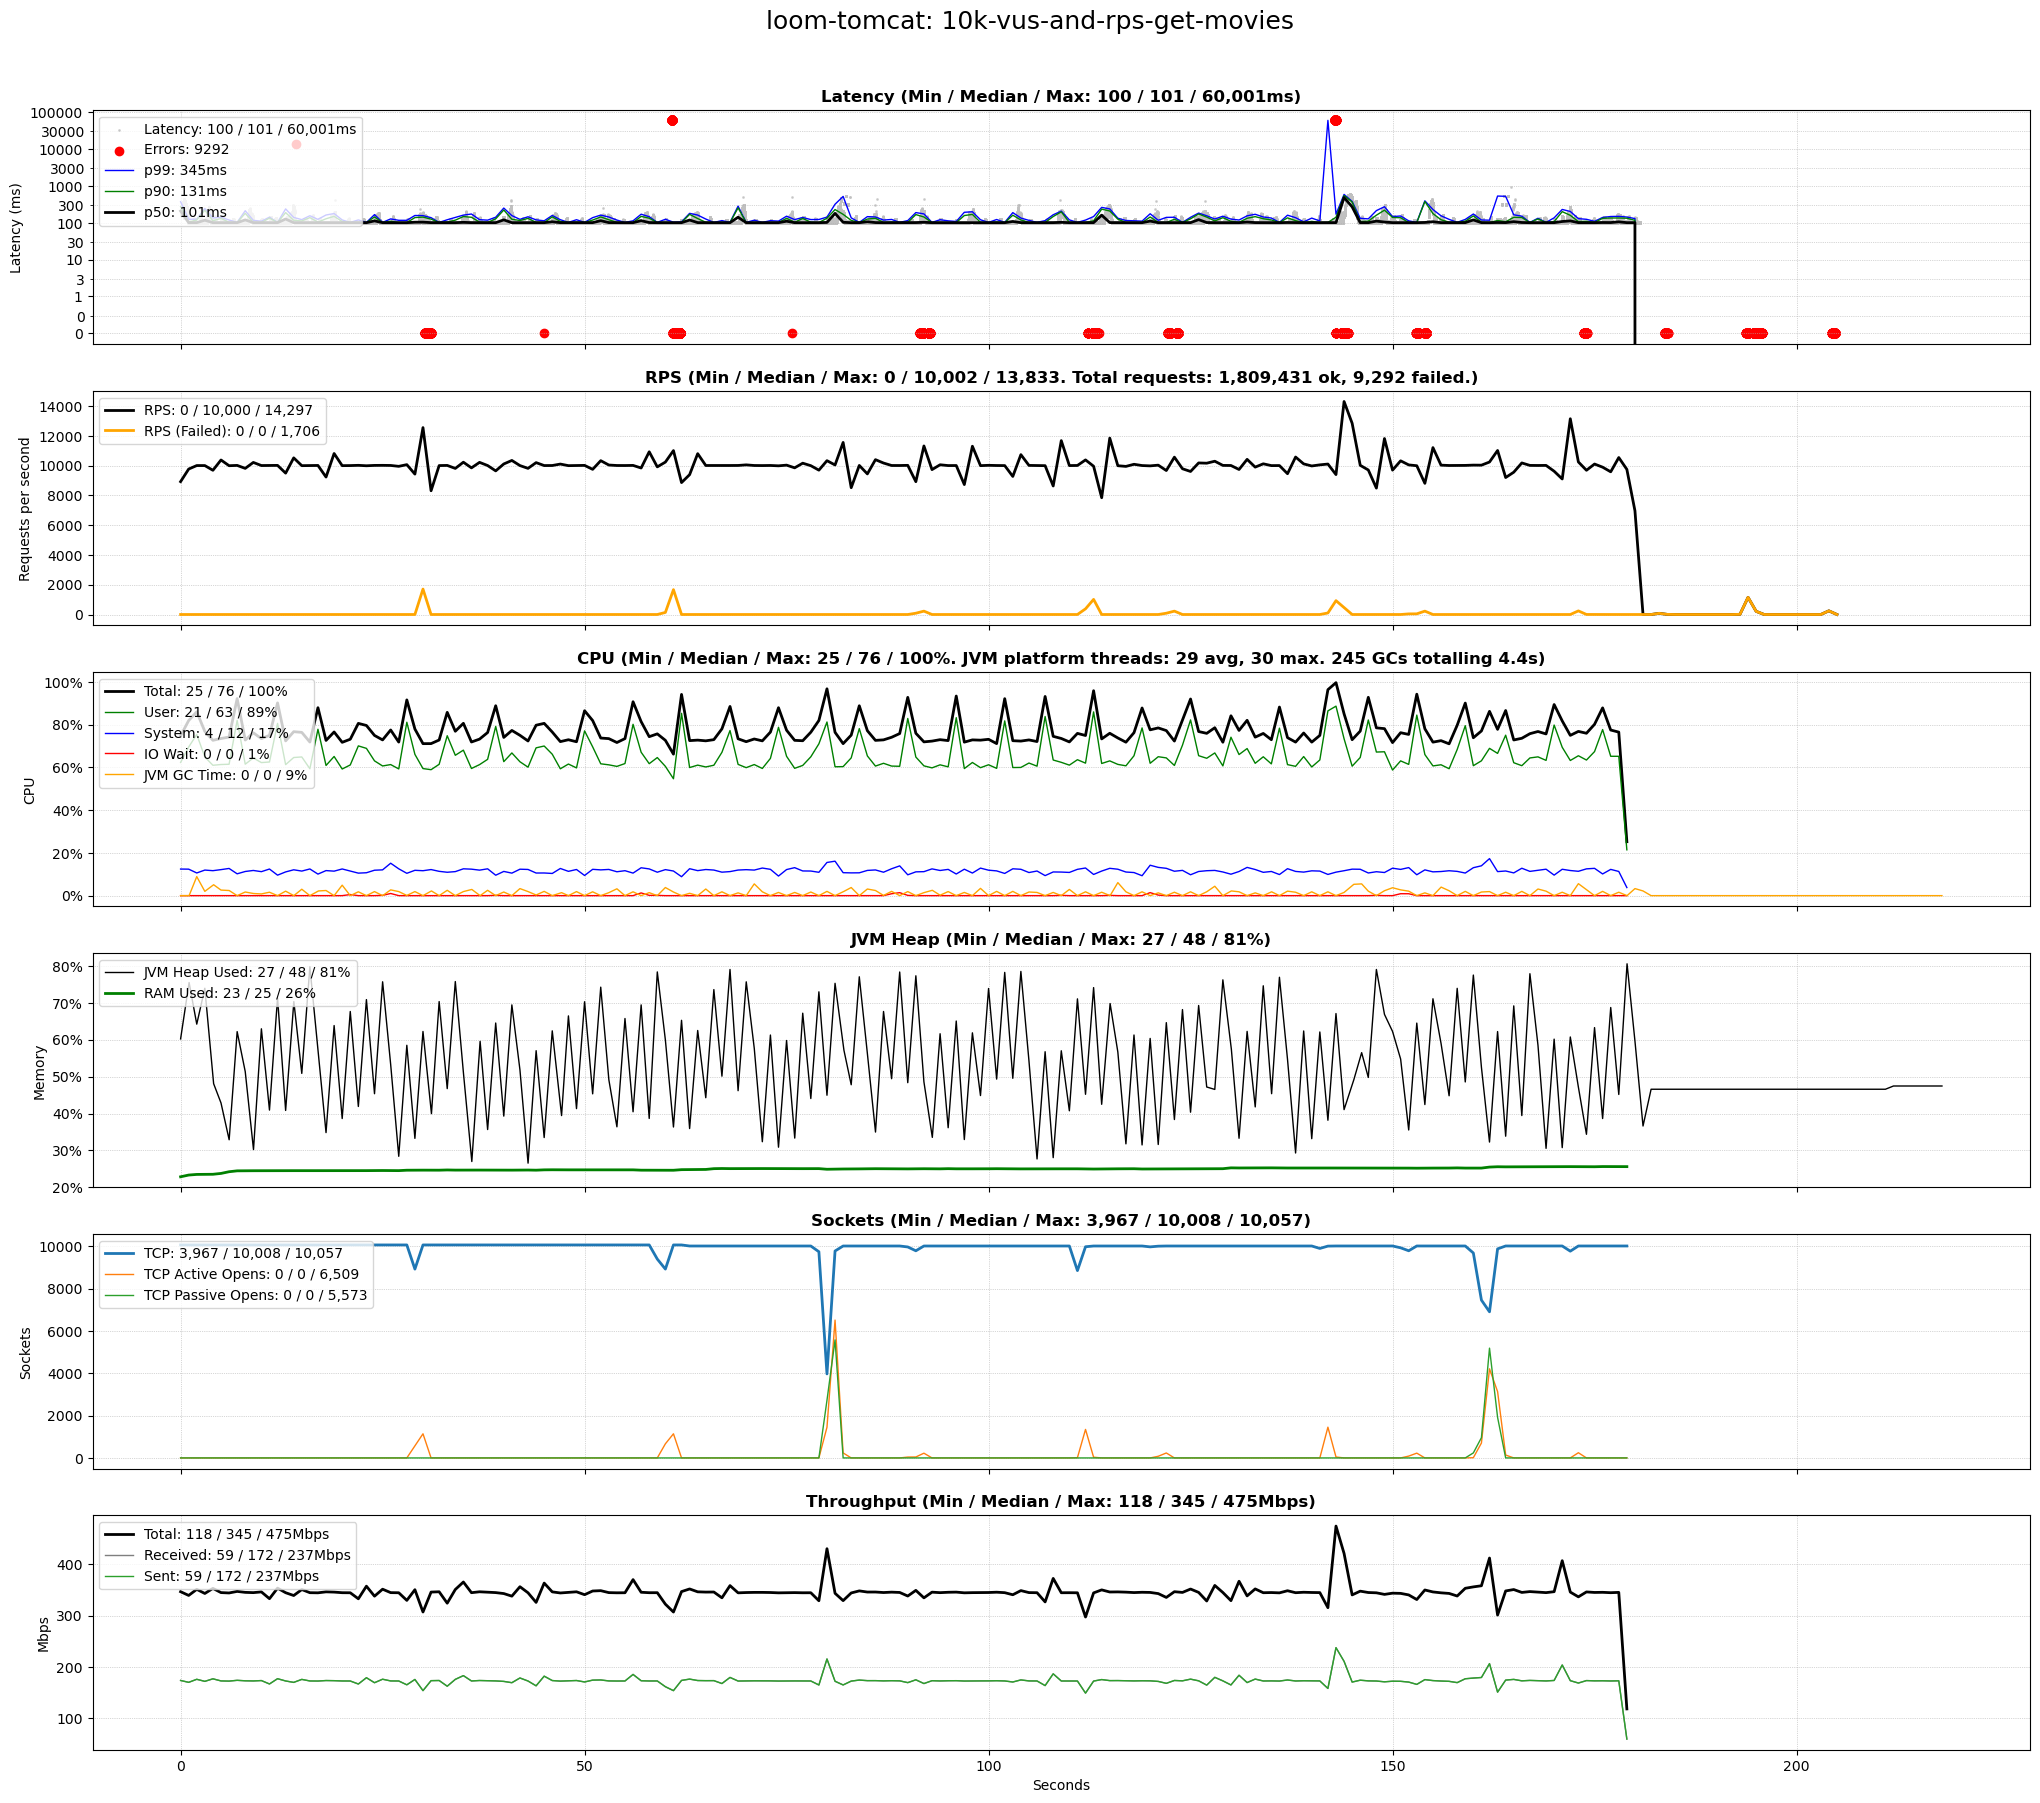 loom-tomcat: 10k-vus-and-rps-get-movies
Latency (Min / Median / Max: 100 / 101 / 60,001ms)
Latency (ms)
100000
30000
10000
3000
1000
300
100
30
10
3
1
0
0
Latency: 100 / 101 / 60,001ms
Errors: 9292
p99: 345ms
p90: 131ms
p50: 101ms
RPS (Min / Median / Max: 0 / 10,002 / 13,833. Total requests: 1,809,431 ok, 9,292 failed.)
Requests per second
14000
12000
10000
8000
6000
4000
2000
0
RPS: 0 / 10,000 / 14,297
RPS (Failed): 0 / 0 / 1,706
CPU (Min / Median / Max: 25 / 76 / 100%. JVM platform threads: 29 avg, 30 max. 245 GCs totalling 4.4s)
CPU
100%
80%
60%
40%
20%
0%
Total: 25 / 76 / 100%
User: 21 / 63 / 89%
System: 4 / 12 / 17%
IO Wait: 0 / 0 / 1%
JVM GC Time: 0 / 0 / 9%
JVM Heap (Min / Median / Max: 27 / 48 / 81%)
Memory
80%
70%
60%
50%
40%
30%
20%
JVM Heap Used: 27 / 48 / 81%
RAM Used: 23 / 25 / 26%
Sockets (Min / Median / Max: 3,967 / 10,008 / 10,057)
Sockets
10000
8000
6000
4000
2000
0
TCP: 3,967 / 10,008 / 10,057
TCP Active Opens: 0 / 0 / 6,509
TCP Passive Opens: 0 / 0 / 5,573
Throughput (Min / Median / Max: 118 / 345 / 475Mbps)
Mbps
400
300
200
100
Total: 118 / 345 / 475Mbps
Received: 59 / 172 / 237Mbps
Sent: 59 / 172 / 237Mbps
0
50
100
150
200
Seconds